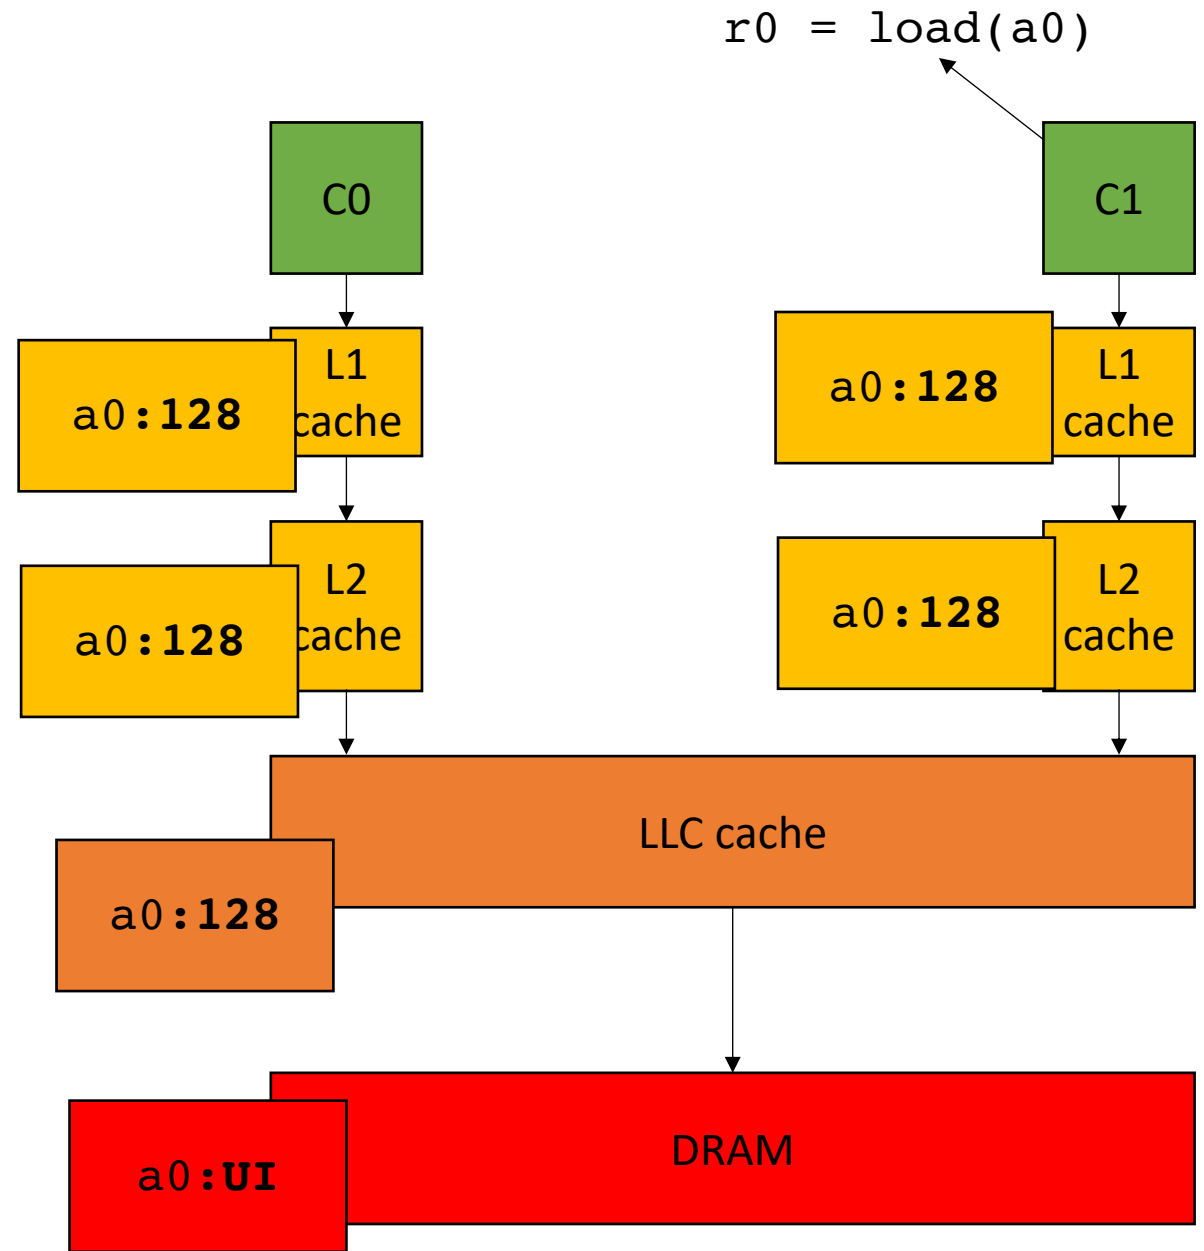 r0 = load(a0)
C0
C1
L1
cache
a0:128
a0:128
L1
cache
L2
cache
a0:128
a0:128
L2
cache
LLC cache
a0:128
DRAM
a0:UI